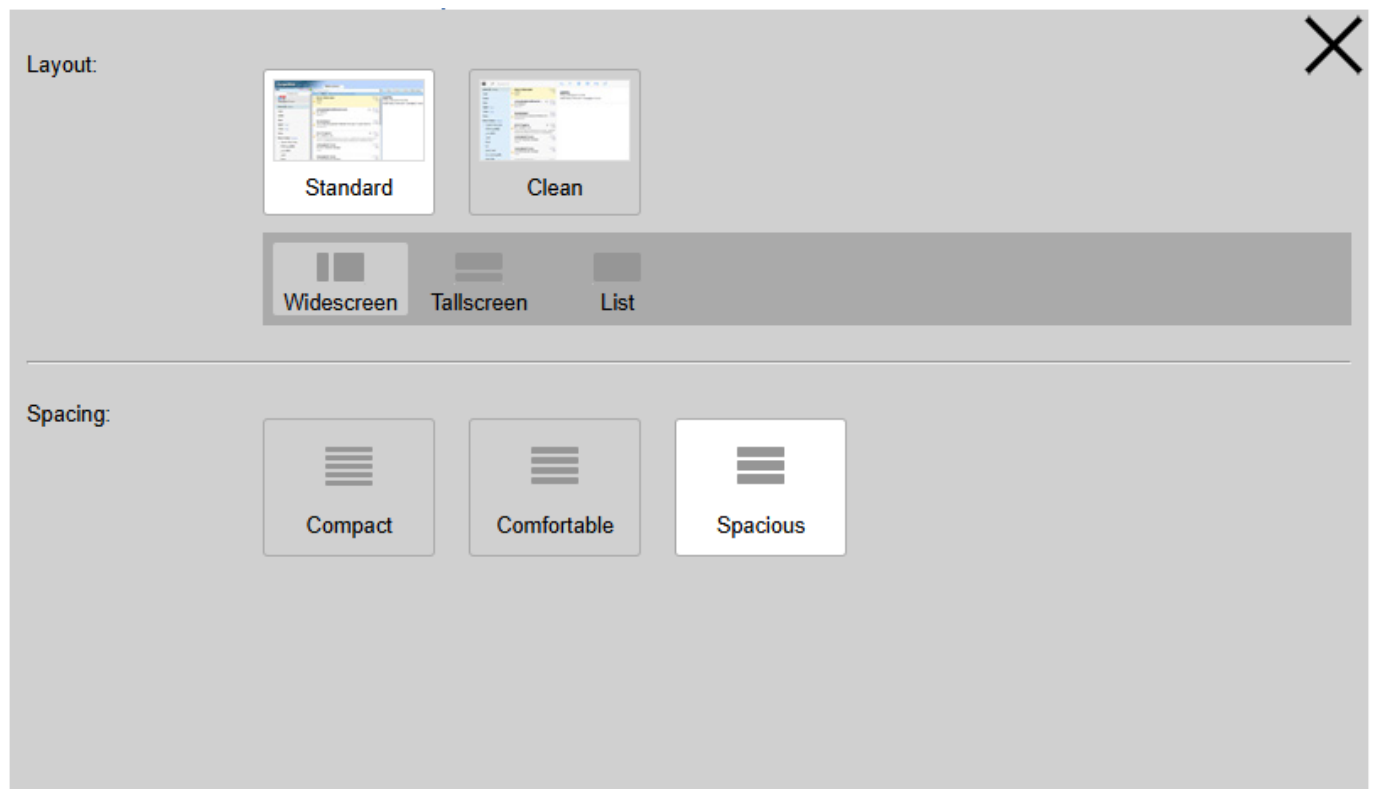 Layout:
Standard
Clean
Widescreen
Tallscreen
List
Spacing:
Compact
Comfortable
Spacious